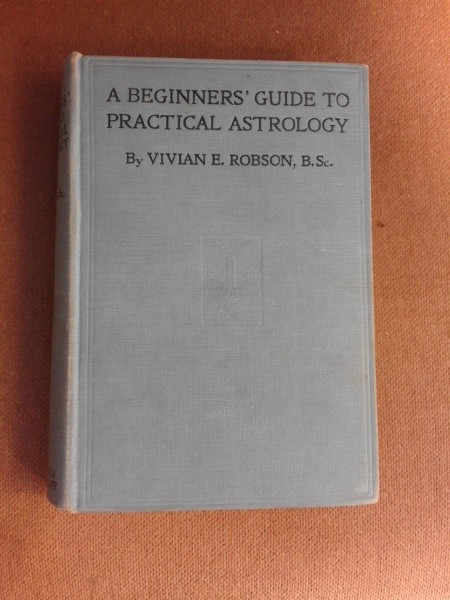 A BEGINNERS' GUIDE TO
PRACTICAL ASTROLOGY
By VIVIAN E. ROBSON, B.Sc.